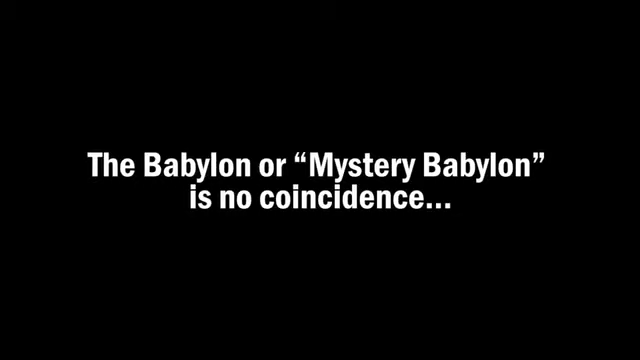 The Babylon or “Mystery Babylon”
is no coincidence...